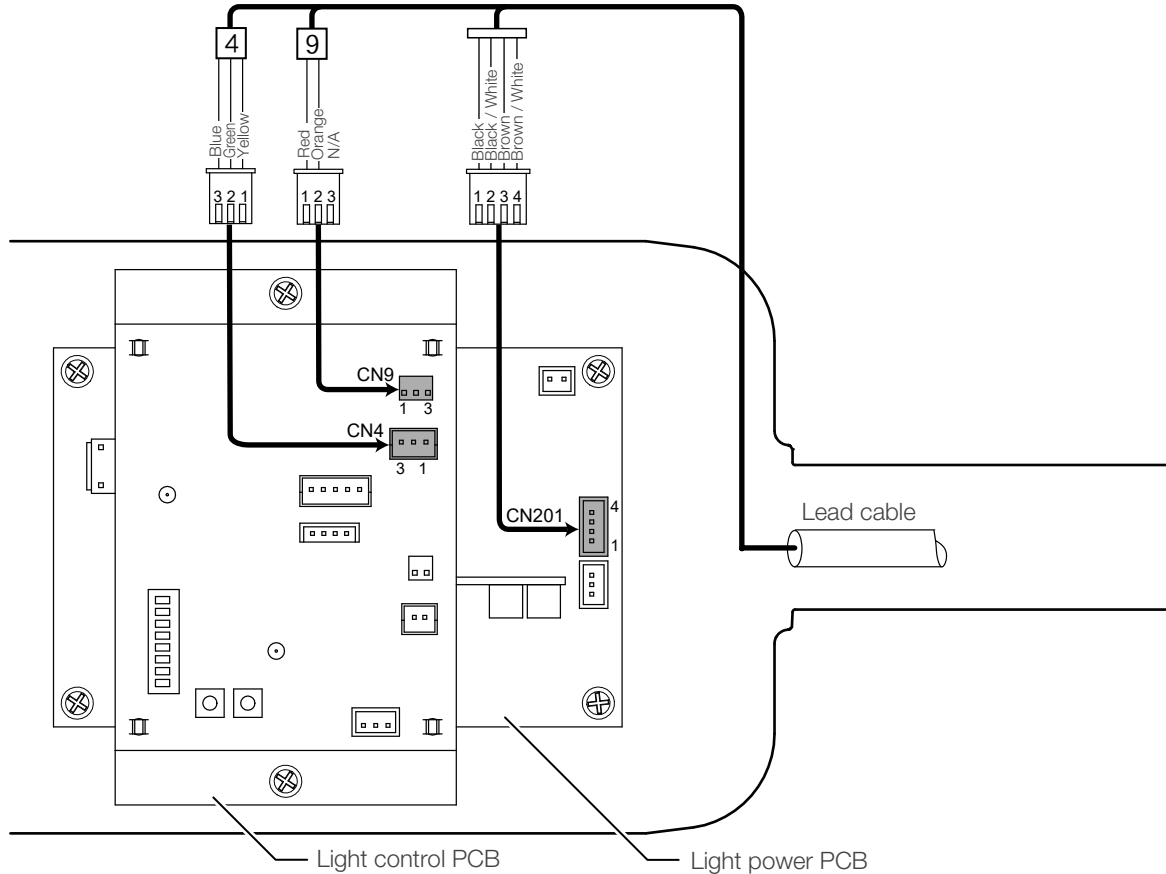 4
9
Blue
Green
Yellow
Red
Orange
N/A
Black
Black / White
Brown
Brown / White
3 2 1
1 2 3
1 2 3 4
CN9
1 3
CN4
3 1
CN201
4
1
Lead cable
Light control PCB
Light power PCB